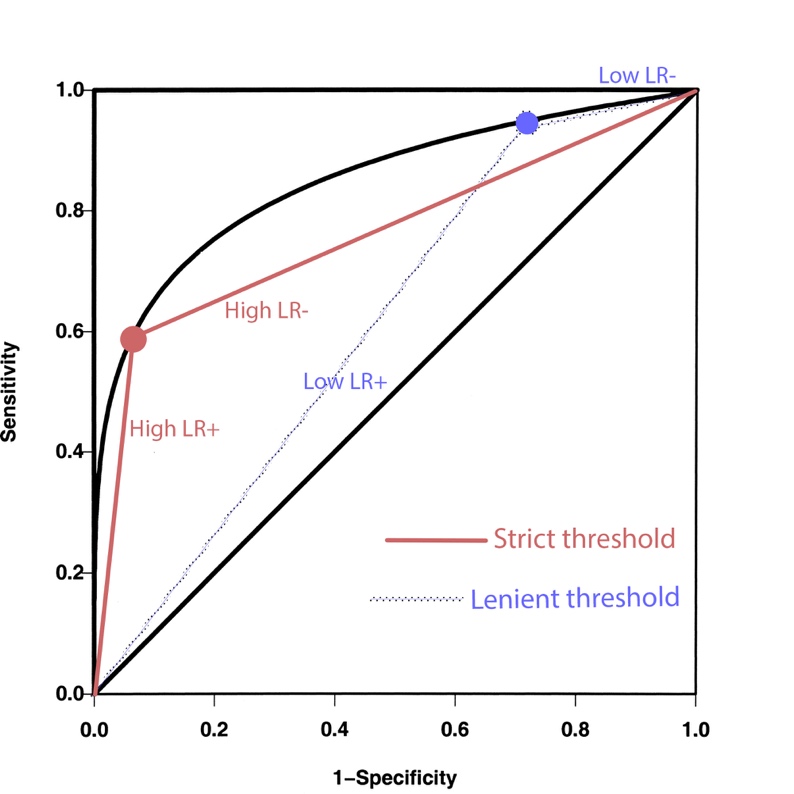 Low LR-
1.0
0.8
0.6
0.4
0.2
0.0
Sensitivity
High LR-
Low LR+
High LR+
Strict threshold
Lenient threshold
0.0 0.2 0.4 0.6 0.8 1.0
1−Specificity